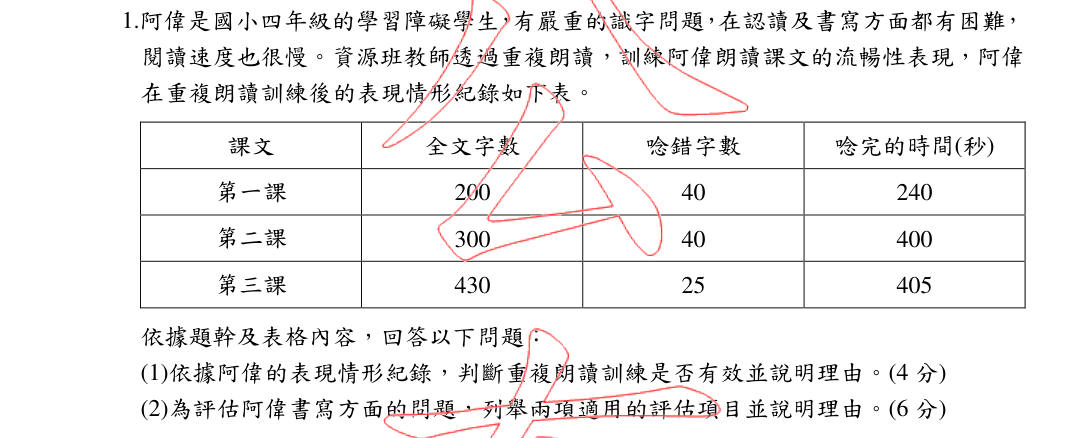 1.阿偉是國小四年級的學習障礙學生，有嚴重的識字問題，在認讀及書寫方面都有困難，
閱讀速度也很慢。資源班教師透過重複朗讀，訓練阿偉朗讀課文的流暢性表現，阿偉
在重複朗讀訓練後的表現情形紀錄如下表。
課文 全文字數 唸錯字數 唸完的時間(秒)
第一課 200 40 240
第二課 300 40 400
第三課 430 25 405
依據題幹及表格內容，回答以下問題：
(1)依據阿偉的表現情形紀錄，判斷重複朗讀訓練是否有效並說明理由。(4 分)
(2)為評估阿偉書寫方面的問題，列舉兩項適用的評估項目並說明理由。(6 分)